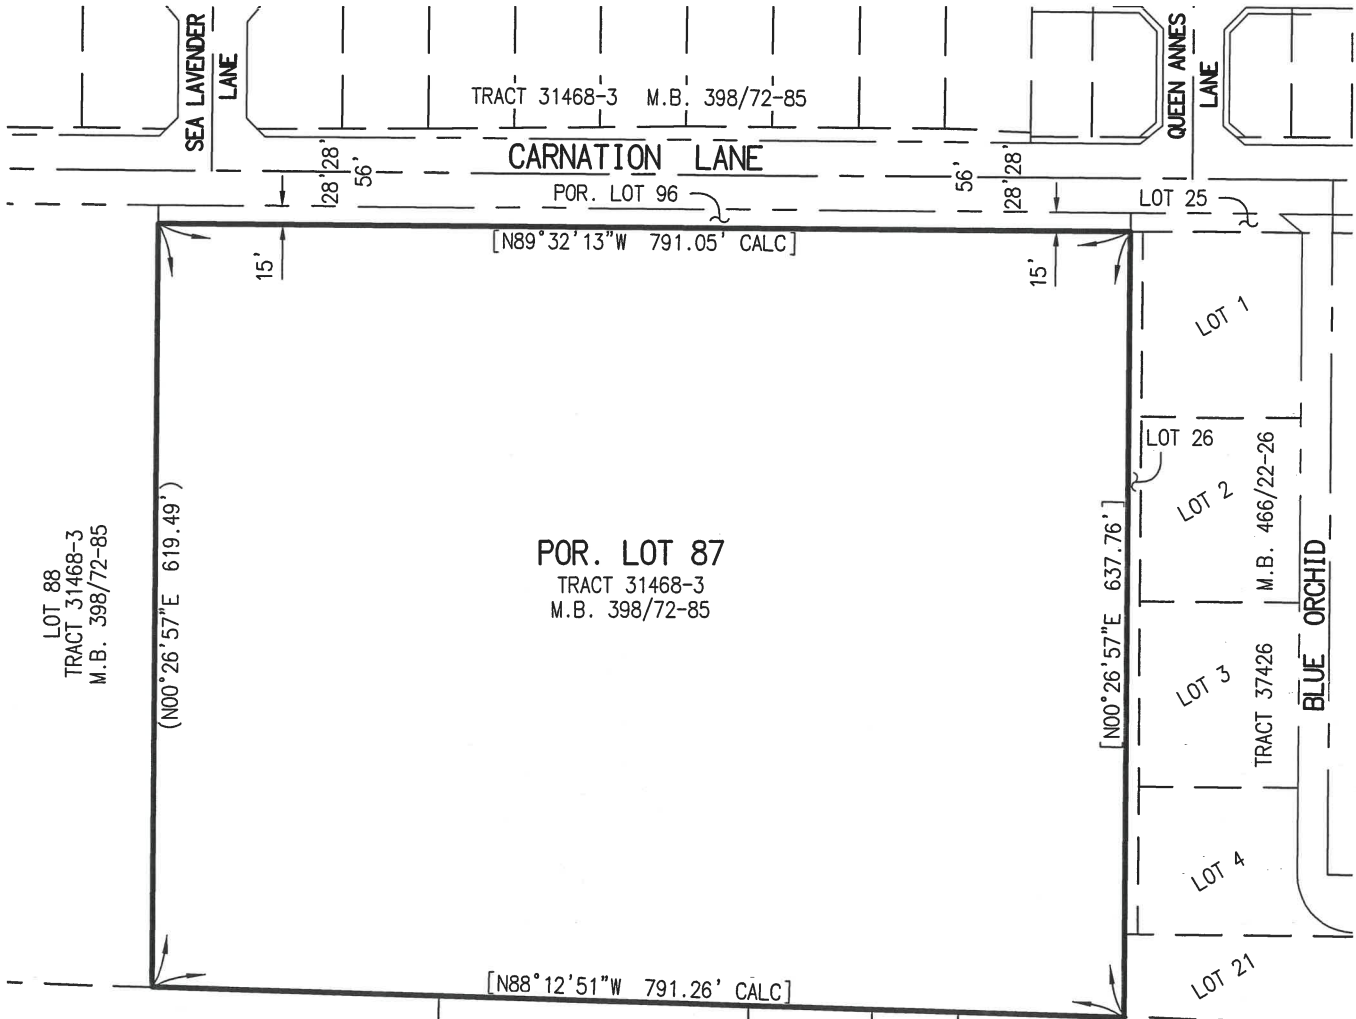 SEA LAVENDER
LANE
QUEEN ANNES
LANE
TRACT 31468-3   M.B. 398/72-85
CARNATION   LANE
28'28'
56'
56'
28'28'
POR. LOT 96
LOT 25
[N89°32'13"W   791.05' CALC]
15'
15'
LOT 1
LOT 26
LOT 2
M.B. 466/22-26
(N00°26'57"E   619.49')
[N00°26'57"E   637.76']
POR. LOT 87
TRACT 31468-3
M.B. 398/72-85
LOT 88
TRACT 31468-3
M.B. 398/72-85
BLUE   ORCHID
LOT 3
TRACT 37426
LOT 4
LOT 21
[N88°12'51"W   791.26' CALC]